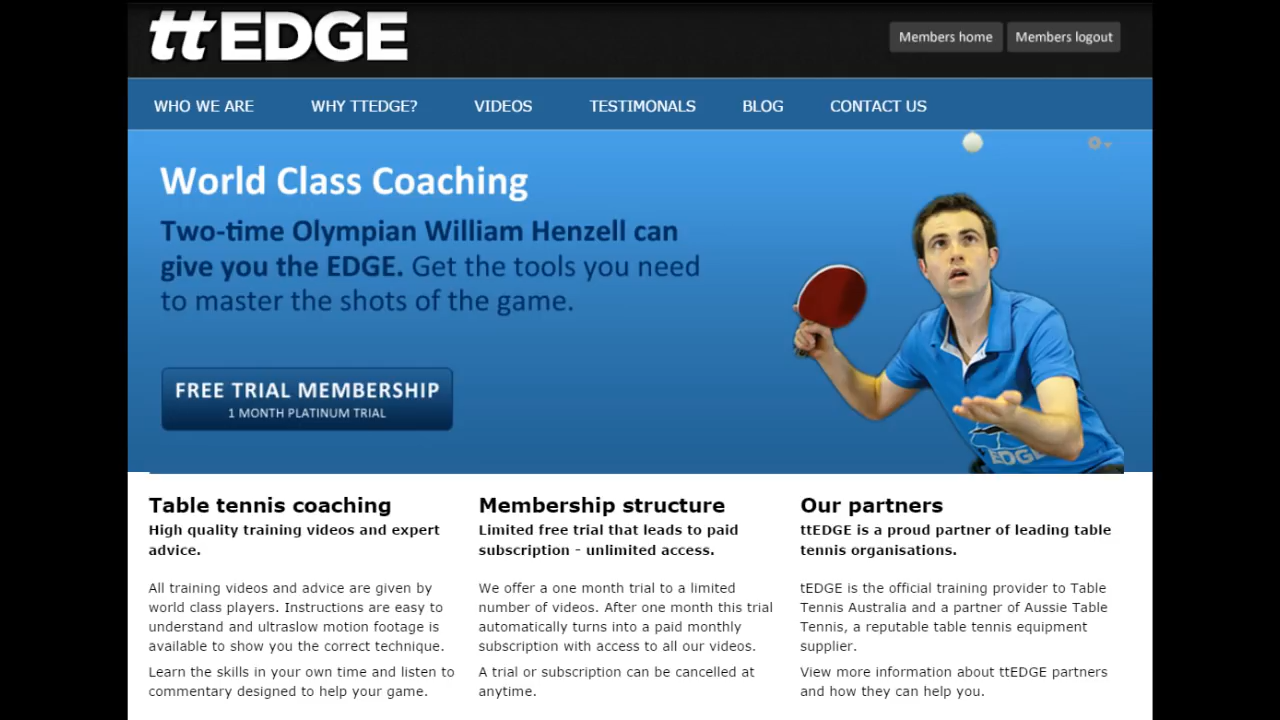 ttEDGE
Members home
Members logout
WHO WE ARE
WHY TTEDGE?
VIDEOS
TESTIMONALS
BLOG
CONTACT US
World Class Coaching
Two-time Olympian William Henzell can
give you the EDGE. Get the tools you need
to master the shots of the game.
FREE TRIAL MEMBERSHIP
1 MONTH PLATINUM TRIAL
EDGE
Table tennis coaching
High quality training videos and expert
advice.
All training videos and advice are given by
world class players. Instructions are easy to
understand and ultraslow motion footage is
available to show you the correct technique.
Learn the skills in your own time and listen to
commentary designed to help your game.
Membership structure
Limited free trial that leads to paid
subscription - unlimited access.
We offer a one month trial to a limited
number of videos. After one month this trial
automatically turns into a paid monthly
subscription with access to all our videos.
A trial or subscription can be cancelled at
anytime.
Our partners
ttEDGE is a proud partner of leading table
tennis organisations.
tEDGE is the official training provider to Table
Tennis Australia and a partner of Aussie Table
Tennis, a reputable table tennis equipment
supplier.
View more information about ttEDGE partners
and how they can help you.